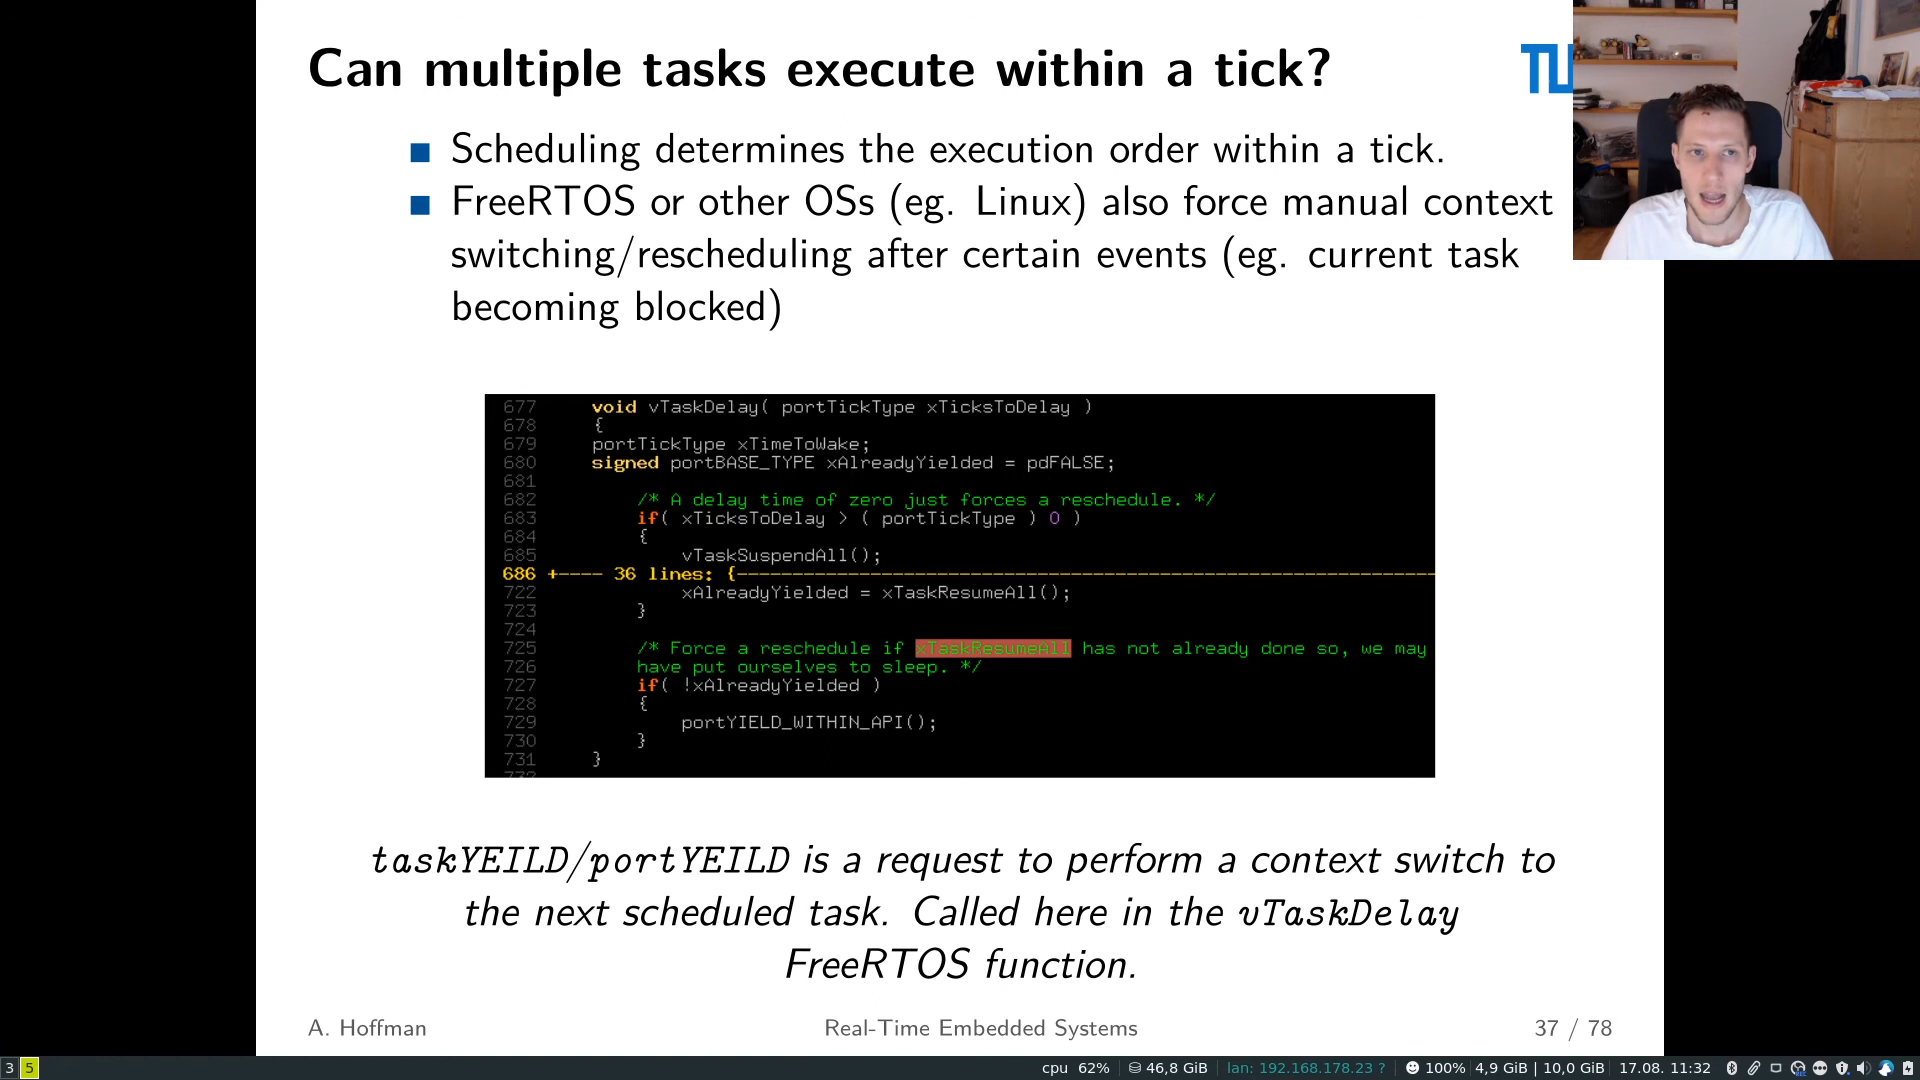 Can multiple tasks execute within a tick?
Scheduling determines the execution order within a tick.
FreeRTOS or other OSs (eg. Linux) also force manual context
switching/rescheduling after certain events (eg. current task
becoming blocked)
677 void vTaskDelay( portTickType xTicksToDelay )
678 {
679 portTickType xTimeToWake;
680 signed portBASE_TYPE xAlreadyYielded = pdFALSE;
681
682 /* A delay time of zero just forces a reschedule. */
683 if( xTicksToDelay > ( portTickType ) 0 )
684 {
685 vTaskSuspendAll();
686 +---- 36 lines: {----------------------------------------------------------------
722 xAlreadyYielded = xTaskResumeAll();
723 }
724
725 /* Force a reschedule if xTaskResumeAll has not already done so, we may
726 have put ourselves to sleep. */
727 if( !xAlreadyYielded )
728 {
729 portYIELD_WITHIN_API();
730 }
731 }
taskYEILD/portYEILD is a request to perform a context switch to
the next scheduled task. Called here in the vTaskDelay
FreeRTOS function.
A. Hoffman Real-Time Embedded Systems 37 / 78
3 5 cpu 62% 46,8 GiB lan: 192.168.178.23 ? 100% 4,9 GiB | 10,0 GiB 17.08. 11:32